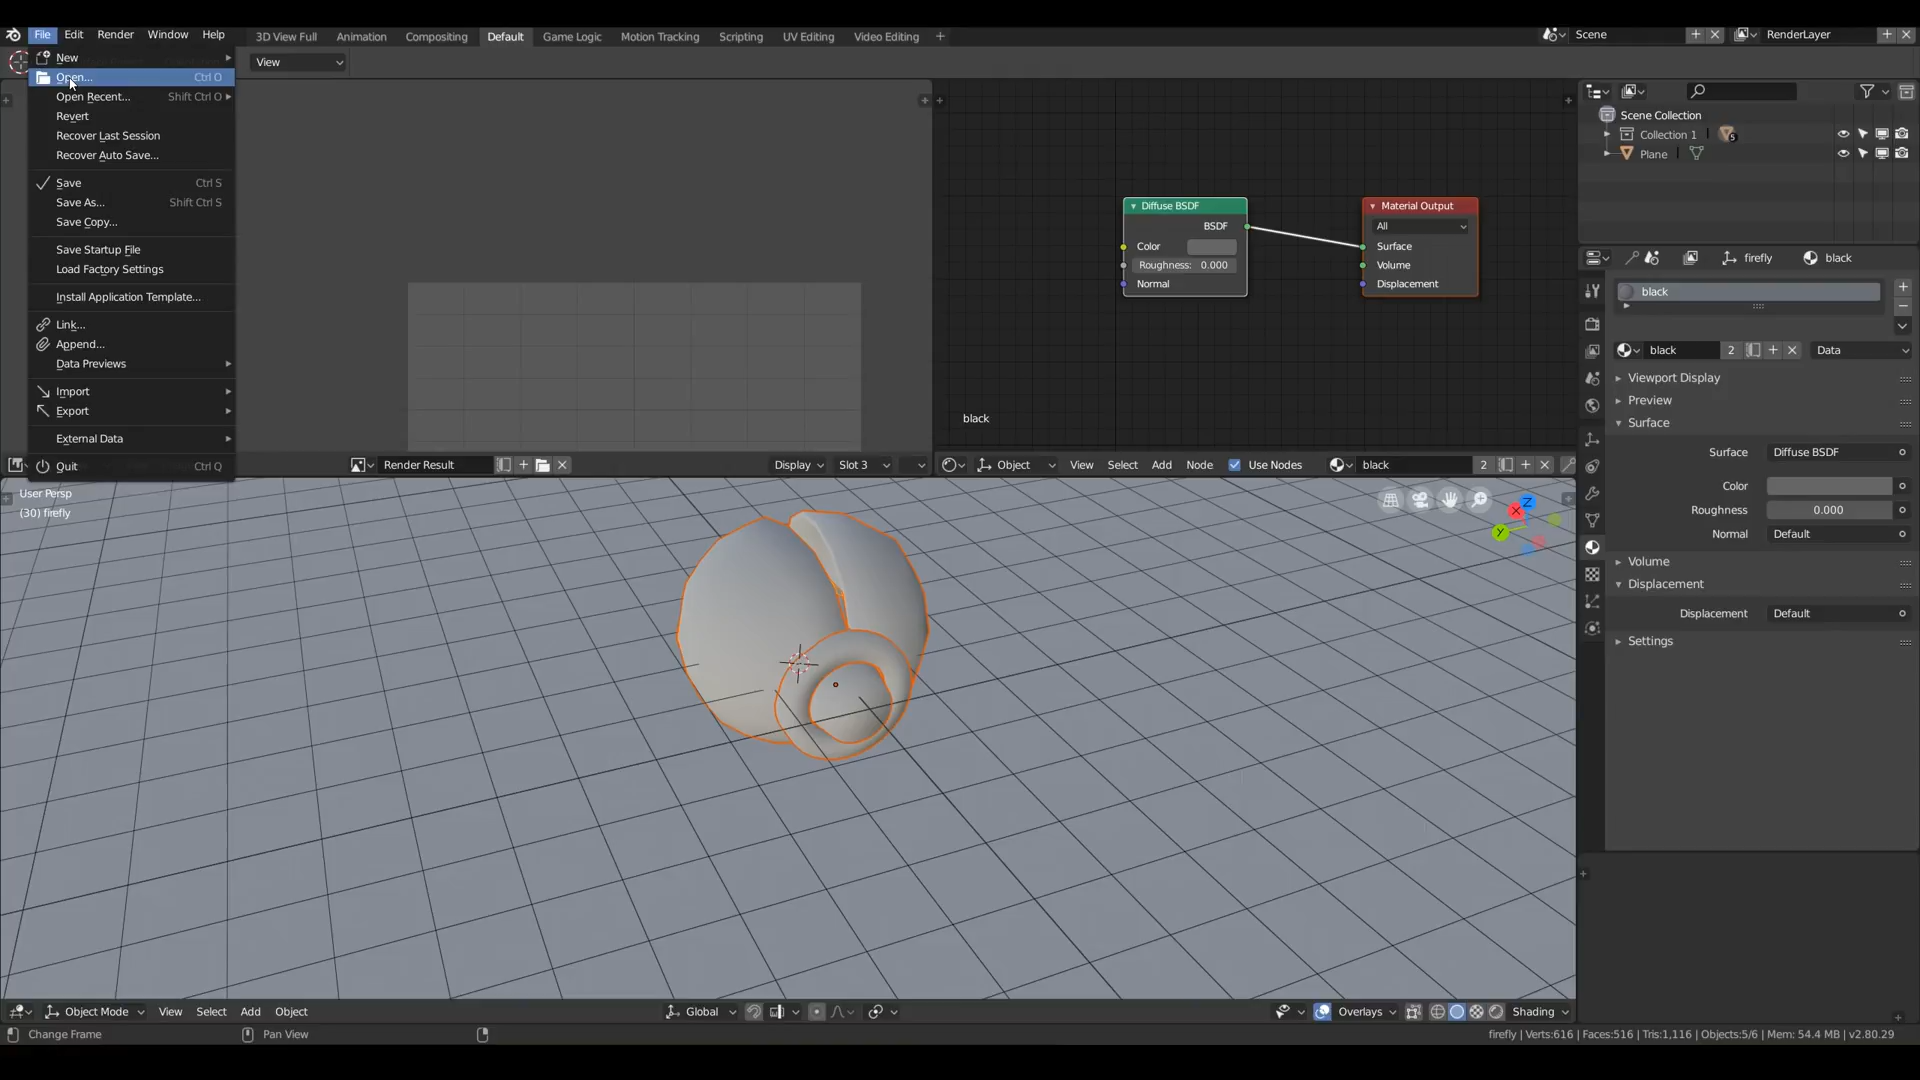 File Edit Render Window Help 3D View Full Animation Compositing Default Game Logic Motion Tracking Scripting UV Editing Video Editing + Scene RenderLayer
View
New
Open... Ctrl O
Open Recent... Shift Ctrl O
Revert
Recover Last Session
Recover Auto Save...
Save Ctrl S
Save As... Shift Ctrl S
Save Copy...
Save Startup File
Load Factory Settings
Install Application Template...
Link...
Append...
Data Previews
Import
Export
External Data
Quit Ctrl Q
Render Result Display Slot 3
Diffuse BSDF
BSDF
Color
Roughness: 0.000
Normal
Material Output
All
Surface
Volume
Displacement
black
Object View Select Add Node Use Nodes black 2
Scene Collection
Collection 1 5
Plane
firefly black
black
black 2 Data
Viewport Display
Preview
Surface
Surface Diffuse BSDF
Color
Roughness 0.000
Normal Default
Volume
Displacement
Displacement Default
Settings
User Persp
(30) firefly
Z
X
Y
Object Mode View Select Add Object Global Overlays Shading
Change Frame Pan View firefly | Verts:616 | Faces:516 | Tris:1,116 | Objects:5/6 | Mem: 54.4 MB | v2.80.29